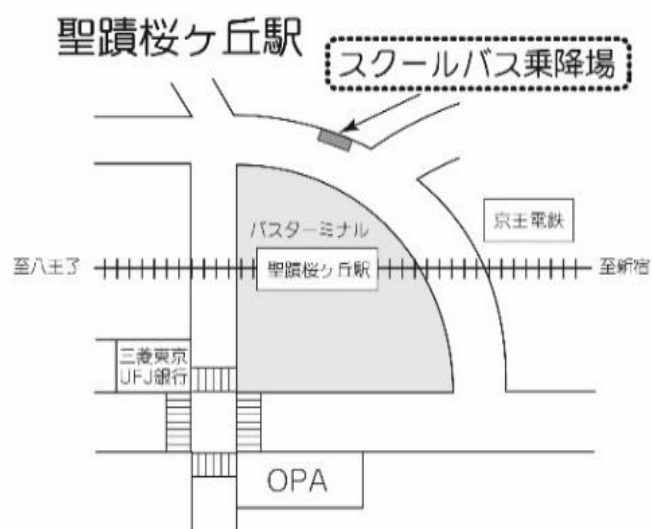 聖蹟桜ヶ丘駅
スクールバス乗降場
バスターミナル
京王電鉄
至八王子
聖蹟桜ヶ丘駅
至新宿
三菱東京
UFJ銀行
OPA